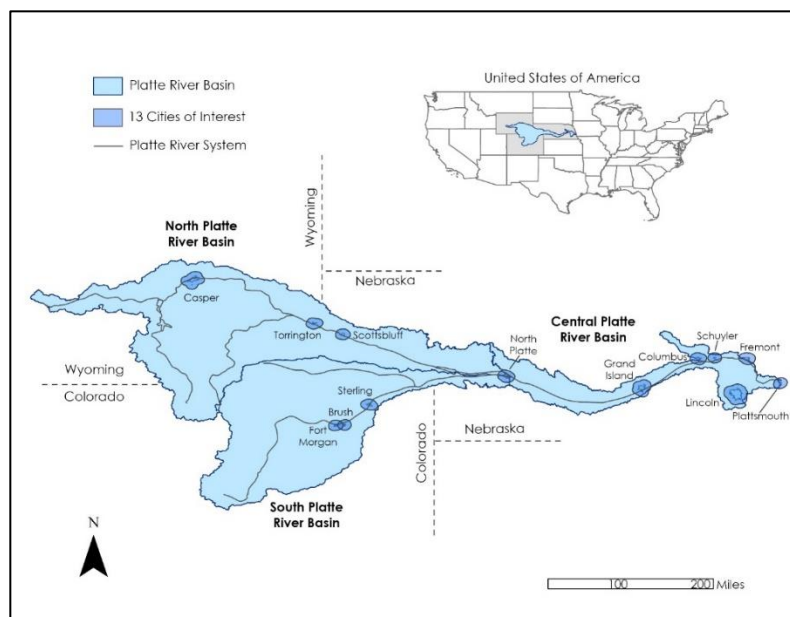 Platte River Basin
13 Cities of Interest
Platte River System
United States of America
North Platte
River Basin
Wyoming
Nebraska
Casper
Torrington
Scottsbluff
Wyoming
Colorado
North
Platte
Central Platte
River Basin
Schuyler
Columbus
Fremont
Grand
Island
Lincoln
Plattsmouth
Sterling
Brush
Fort
Morgan
Colorado
Nebraska
South Platte
River Basin
N
100
200 Miles